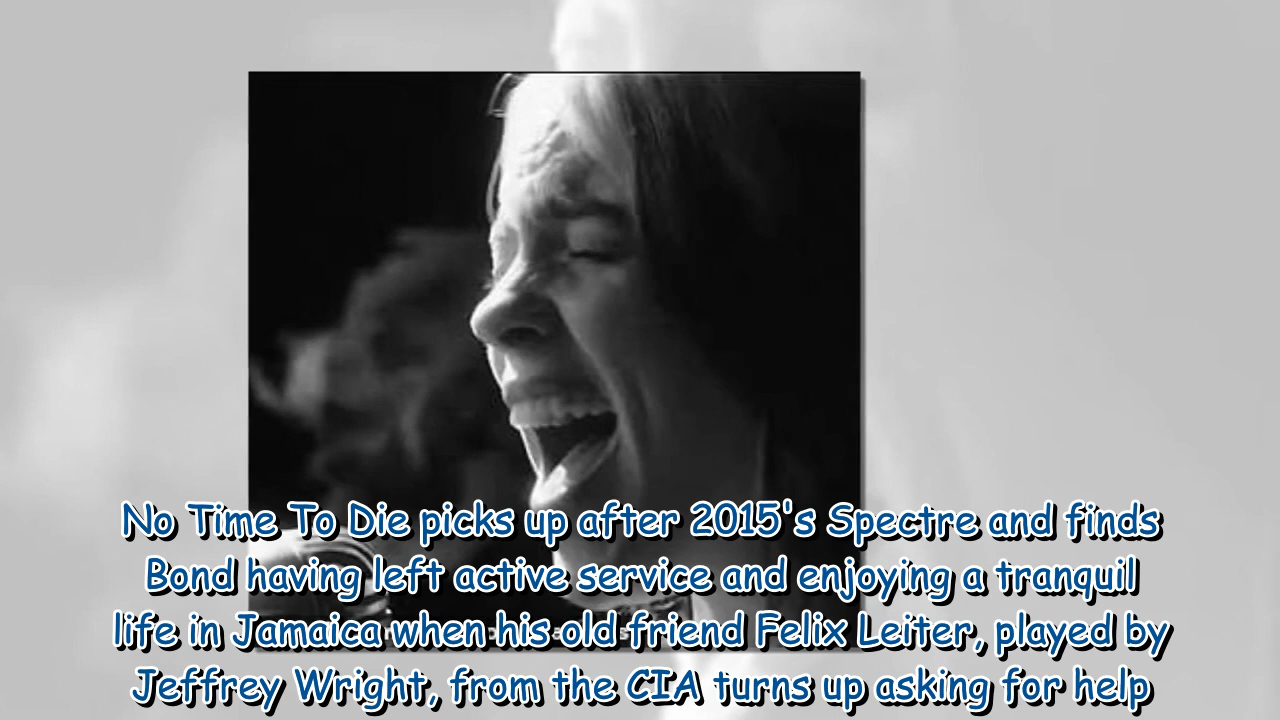 No Time To Die picks up after 2015's Spectre and finds
Bond having left active service and enjoying a tranquil
life in Jamaica when his old friend Felix Leiter, played by
Jeffrey Wright, from the CIA turns up asking for help